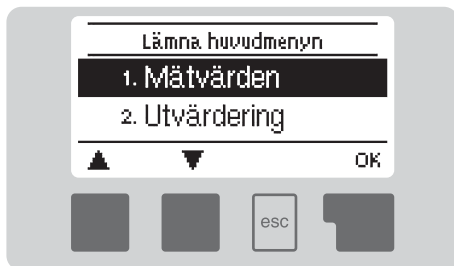 Lämna huvudmenyn
1. Mätvärden
2. Utvärdering
▲ ▼ OK
esc